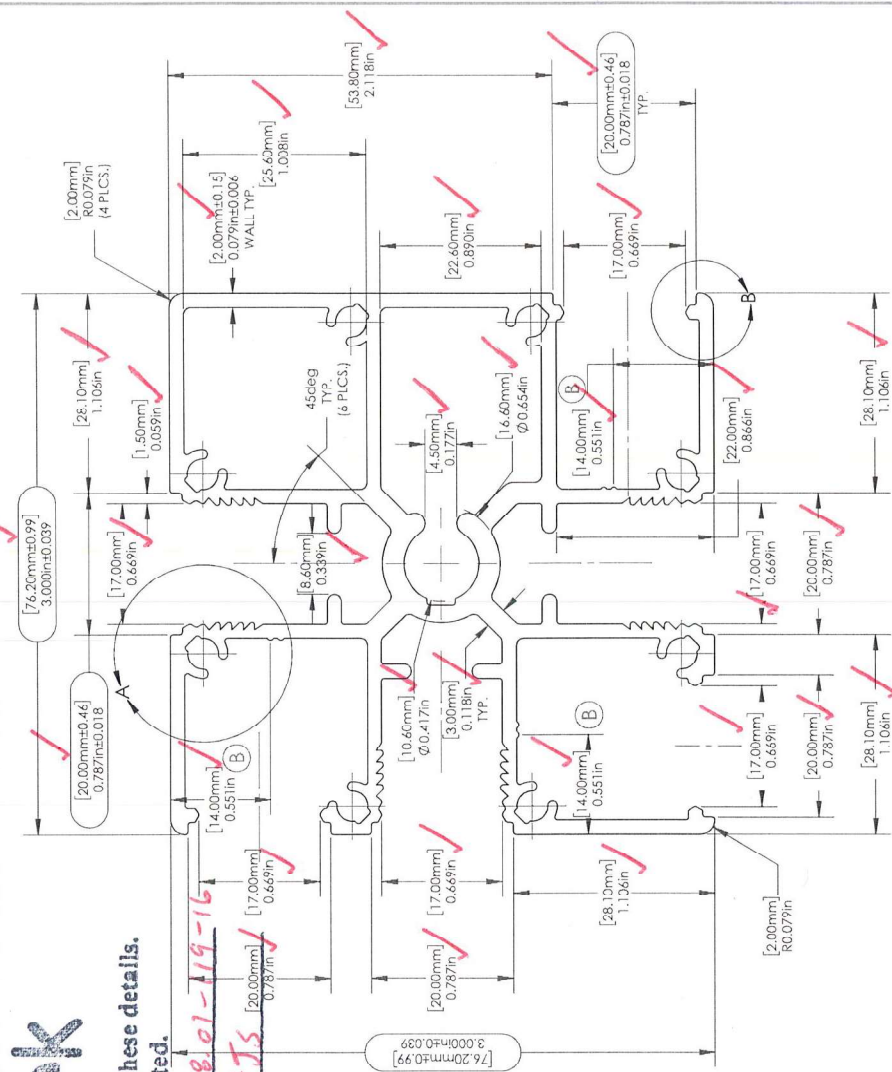 [76.20mm±0.99]
3.000in±0.039
[28.10mm]
1.106in
[1.50mm]
0.059in
[17.00mm]
0.669in
[20.00mm±0.46]
0.787in±0.018
[14.00mm]
0.551in
B
A
[2.00mm]
R0.079in
(4 PLCS.)
[2.00mm±0.15]
0.079in±0.006
WALL TYP.
[25.60mm]
1.008in
[53.80mm]
2.118in
[20.00mm±0.46]
0.787in±0.018
TYP.
[22.60mm]
0.890in
[17.00mm]
0.669in
45deg
TYP.
(6 PLCS.)
[8.60mm]
0.339in
[4.50mm]
0.177in
[16.60mm]
Ø0.654in
[10.60mm]
Ø0.417in
[3.00mm]
0.118in
TYP.
[14.00mm]
0.551in
B
[22.00mm]
0.866in
B
[14.00mm]
0.551in
B
[17.00mm]
0.669in
[17.00mm]
0.669in
[20.00mm]
0.787in
[20.00mm]
0.787in
[28.10mm]
1.106in
[76.20mm±0.99]
3.000in±0.039
[2.00mm]
R0.079in
[17.00mm]
0.669in
[20.00mm]
0.787in
[28.10mm]
1.106in
[17.00mm]
0.669in
[20.00mm]
0.787in
[28.10mm]
1.106in
ek
hese details.
ted.
8.01-119-16
JS